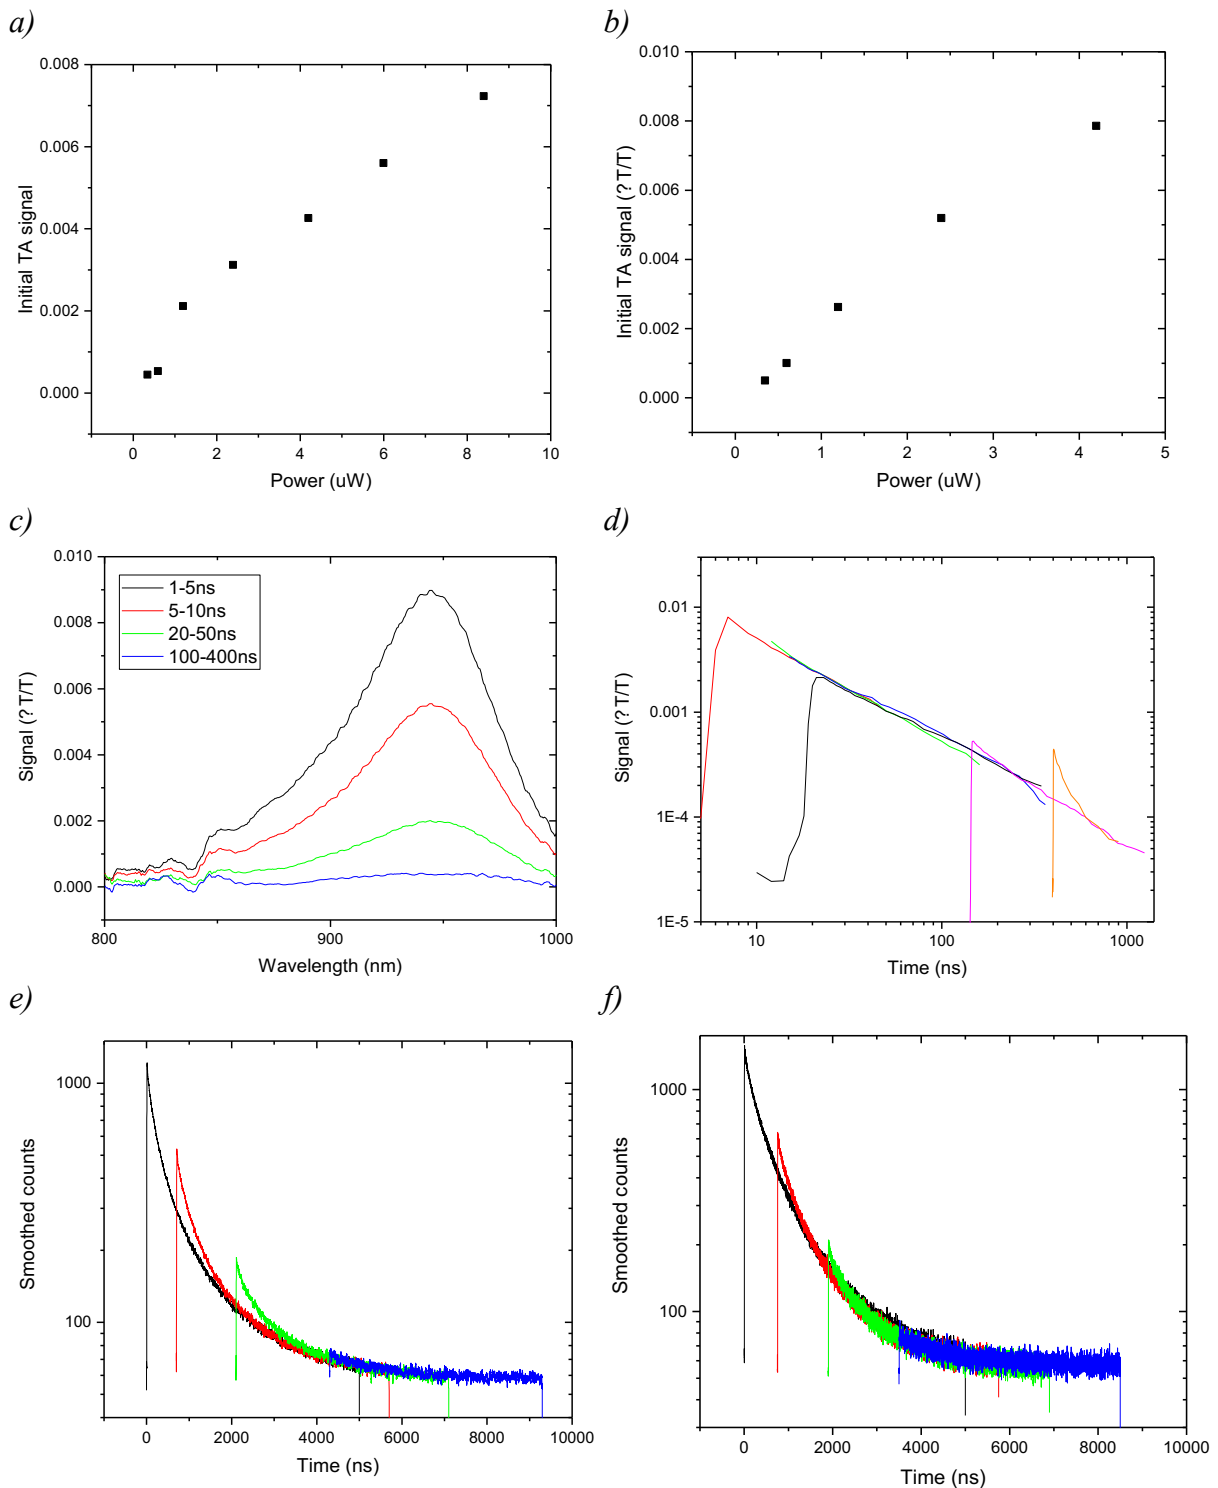 a)
0.008
0.006
0.004
0.002
0.000
Initial TA signal
0 2 4 6 8 10
Power (uW)
b)
0.010
0.008
0.006
0.004
0.002
0.000
Initial TA signal (?T/T)
0 1 2 3 4 5
Power (uW)
c)
0.010
0.008
0.006
0.004
0.002
0.000
Signal (?T/T)
1-5ns
5-10ns
20-50ns
100-400ns
800 900 1000
Wavelength (nm)
d)
0.01
0.001
1E-4
1E-5
Signal (?T/T)
10 100 1000
Time (ns)
e)
1000
100
Smoothed counts
0 2000 4000 6000 8000 10000
Time (ns)
f)
1000
100
Smoothed counts
0 2000 4000 6000 8000 10000
Time (ns)